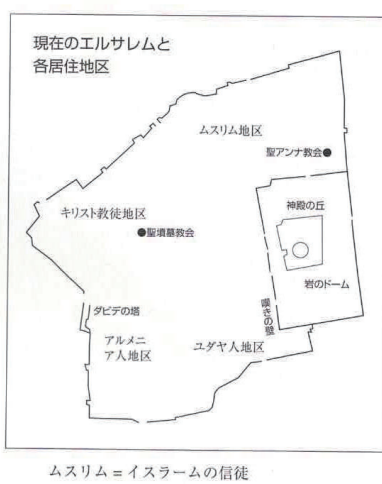 現在のエルサレムと
各居住地区
ムスリム地区
聖アンナ教会
神殿の丘
キリスト教徒地区
聖墳墓教会
岩のドーム
嘆きの壁
ダビデの塔
アルメニ
ア人地区
ユダヤ人地区
ムスリム=イスラームの信徒